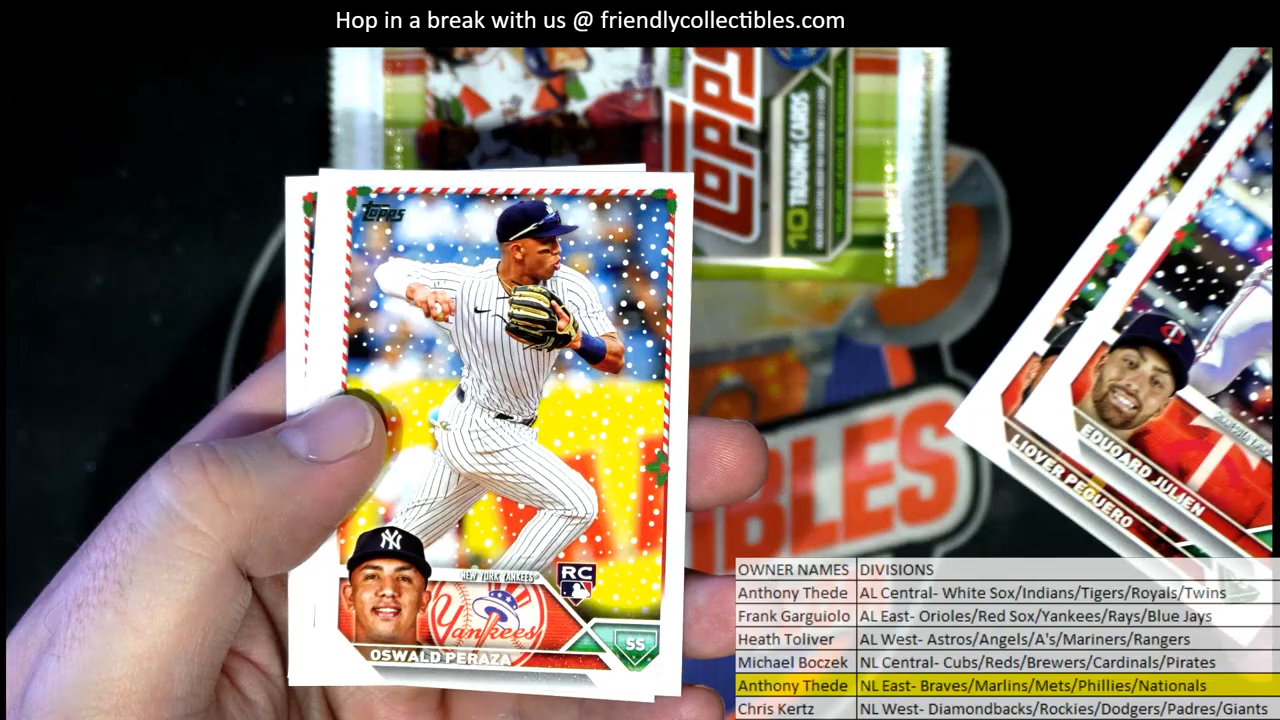 Hop in a break with us @ friendlycollectibles.com
TOPPS
10 TRADING CARDS
Topps
NEW YORK YANKEES
RC
Yankees
SS
OSWALD PERAZA
EDOUARD JULIEN
LIOVER PEGUERO
IBLES
OWNER NAMES DIVISIONS
Anthony Thede AL Central- White Sox/Indians/Tigers/Royals/Twins
Frank Garguiolo AL East- Orioles/Red Sox/Yankees/Rays/Blue Jays
Heath Toliver AL West- Astros/Angels/A's/Mariners/Rangers
Michael Boczek NL Central- Cubs/Reds/Brewers/Cardinals/Pirates
Anthony Thede NL East- Braves/Marlins/Mets/Phillies/Nationals
Chris Kertz NL West- Diamondbacks/Rockies/Dodgers/Padres/Giants